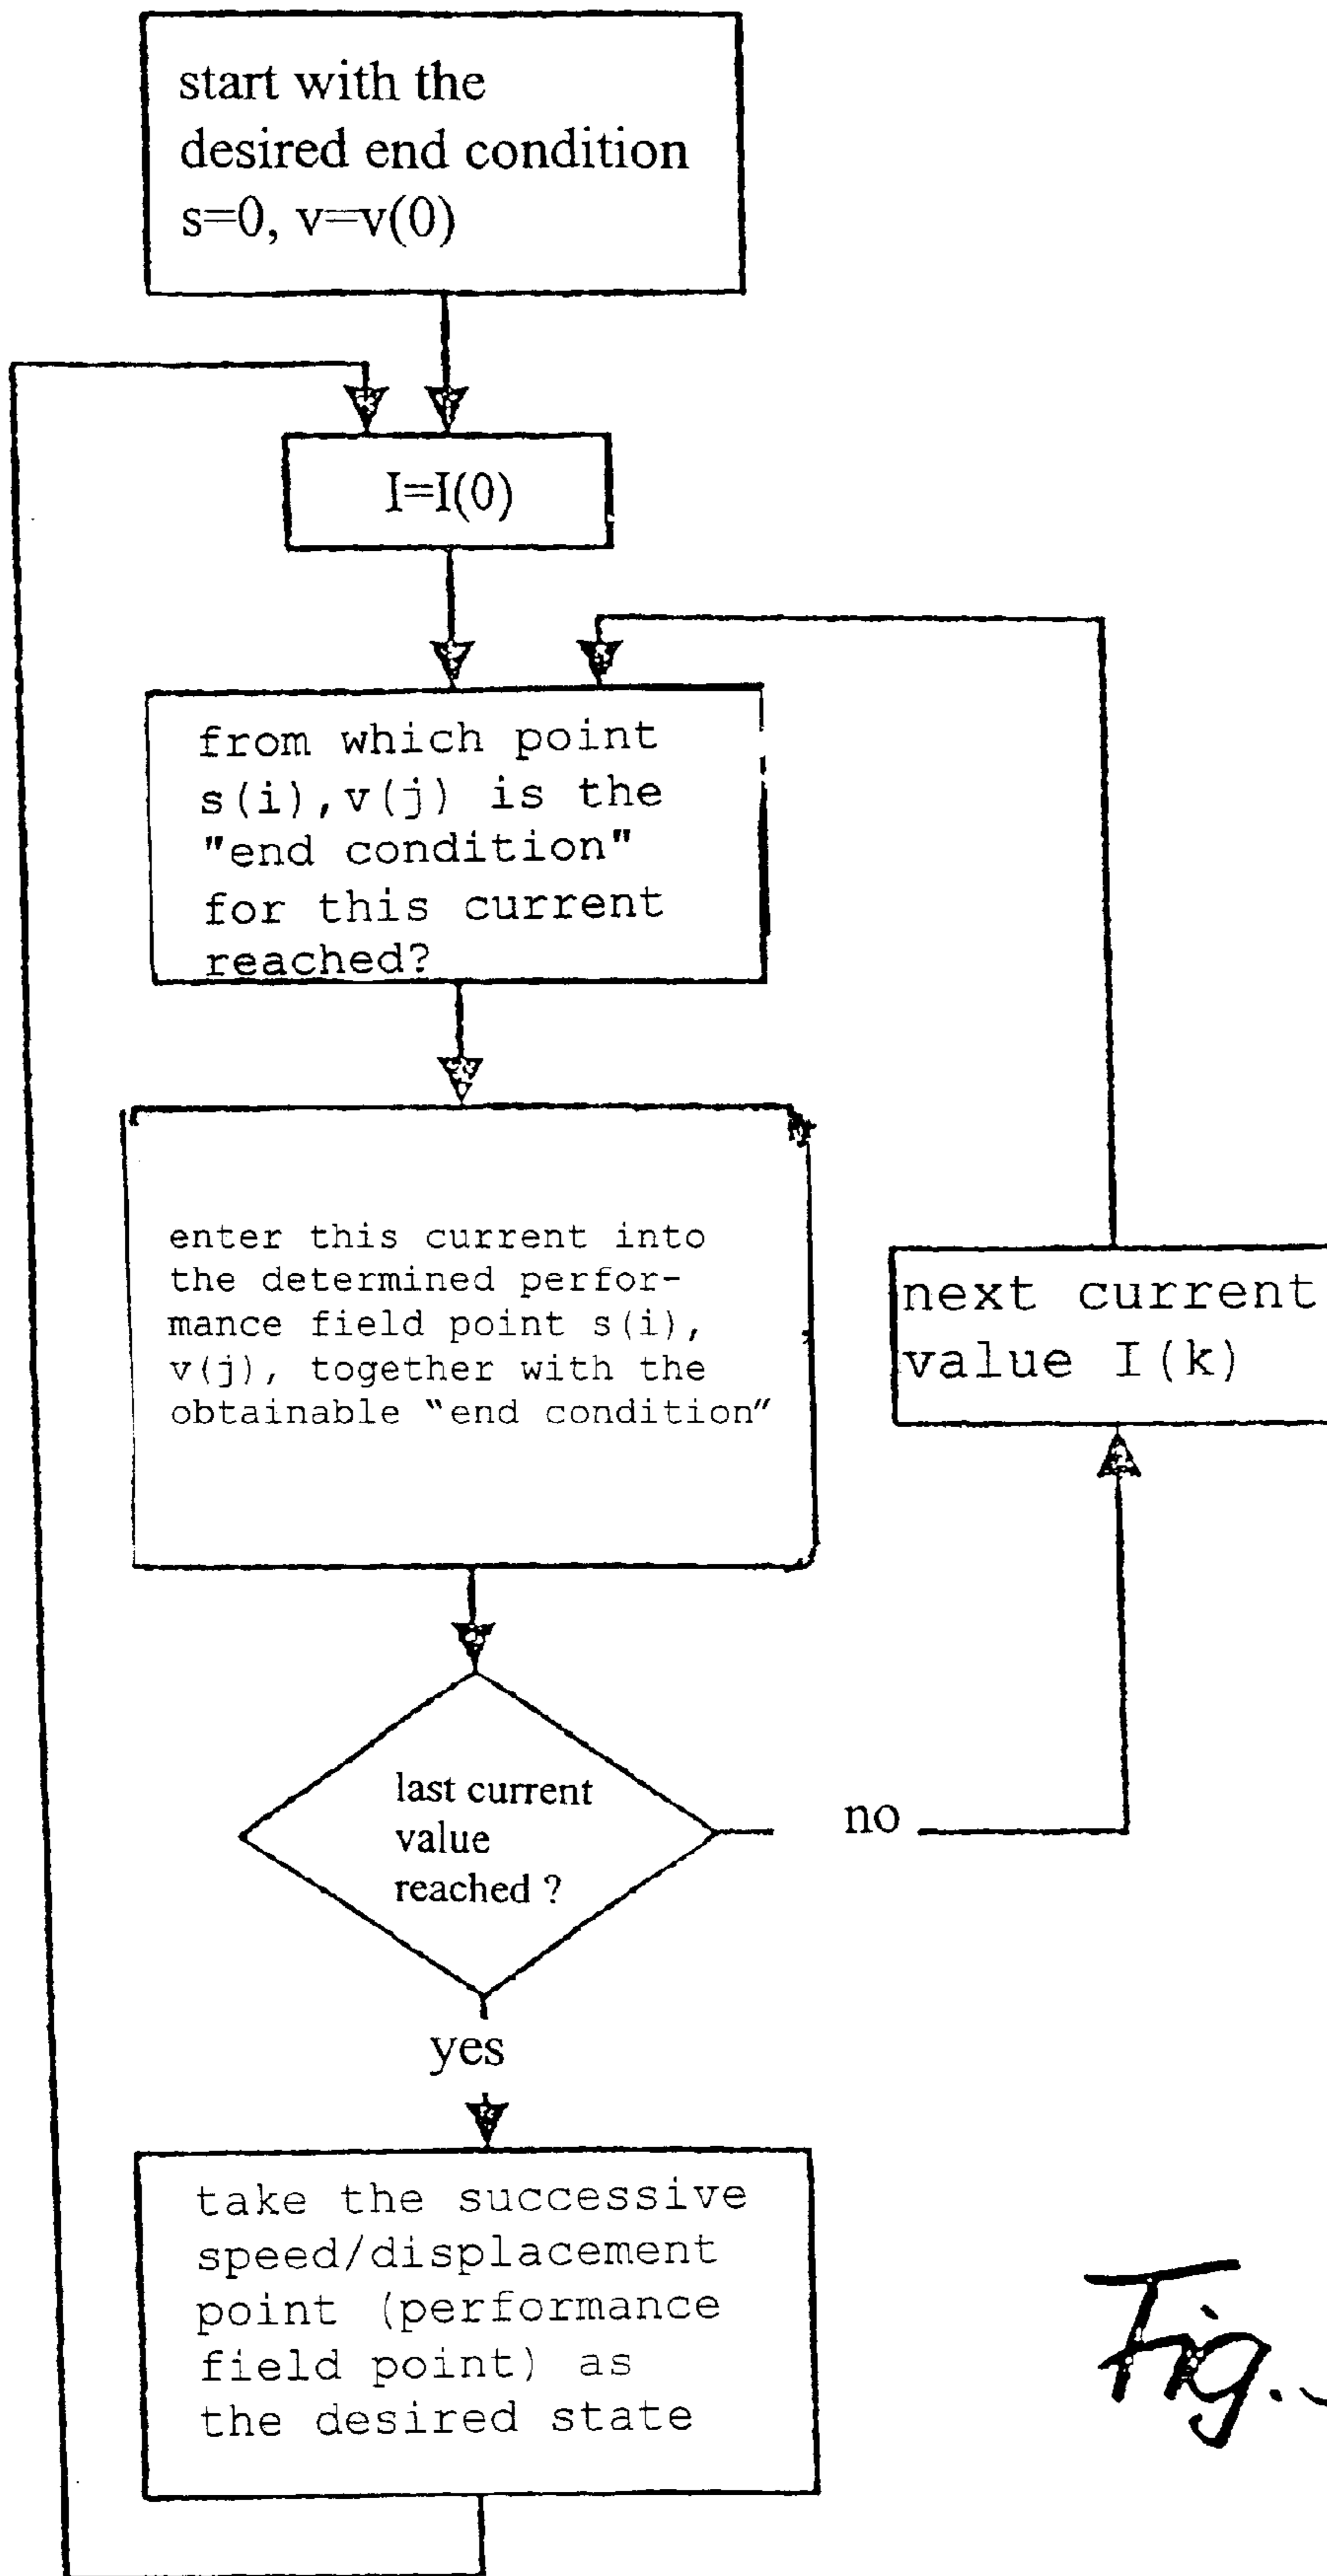 start with the
desired end condition
s=0, v=v(0)
I=I(0)
from which point
s(i),v(j) is the
"end condition"
for this current
reached?
enter this current into
the determined perfor-
mance field point s(i),
v(j), together with the
obtainable “end condition”
next current
value I(k)
last current
value
reached ?
no
yes
take the successive
speed/displacement
point (performance
field point) as
the desired state
Fig.